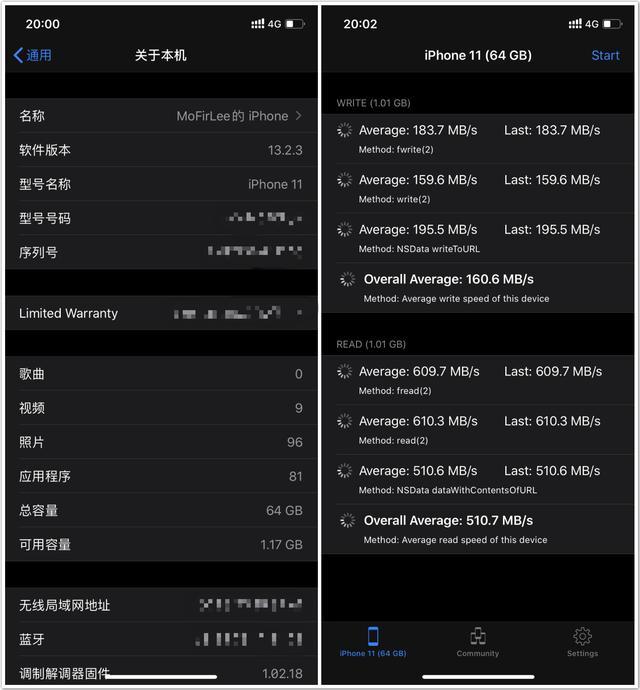 20:00
4G
通用
关于本机
名称
MoFirLee的 iPhone
软件版本
13.2.3
型号名称
iPhone 11
型号号码
序列号
Limited Warranty
歌曲
0
视频
9
照片
96
应用程序
81
总容量
64 GB
可用容量
1.17 GB
无线局域网地址
蓝牙
调制解调器固件
1.02.18
20:02
4G
iPhone 11 (64 GB)
Start
WRITE (1.01 GB)
Average: 183.7 MB/s Last: 183.7 MB/s
Method: fwrite(2)
Average: 159.6 MB/s Last: 159.6 MB/s
Method: write(2)
Average: 195.5 MB/s Last: 195.5 MB/s
Method: NSData writeToURL
Overall Average: 160.6 MB/s
Method: Average write speed of this device
READ (1.01 GB)
Average: 609.7 MB/s Last: 609.7 MB/s
Method: fread(2)
Average: 610.3 MB/s Last: 610.3 MB/s
Method: read(2)
Average: 510.6 MB/s Last: 510.6 MB/s
Method: NSData dataWithContentsOfURL
Overall Average: 510.7 MB/s
Method: Average read speed of this device
iPhone 11 (64 GB)
Community
Settings